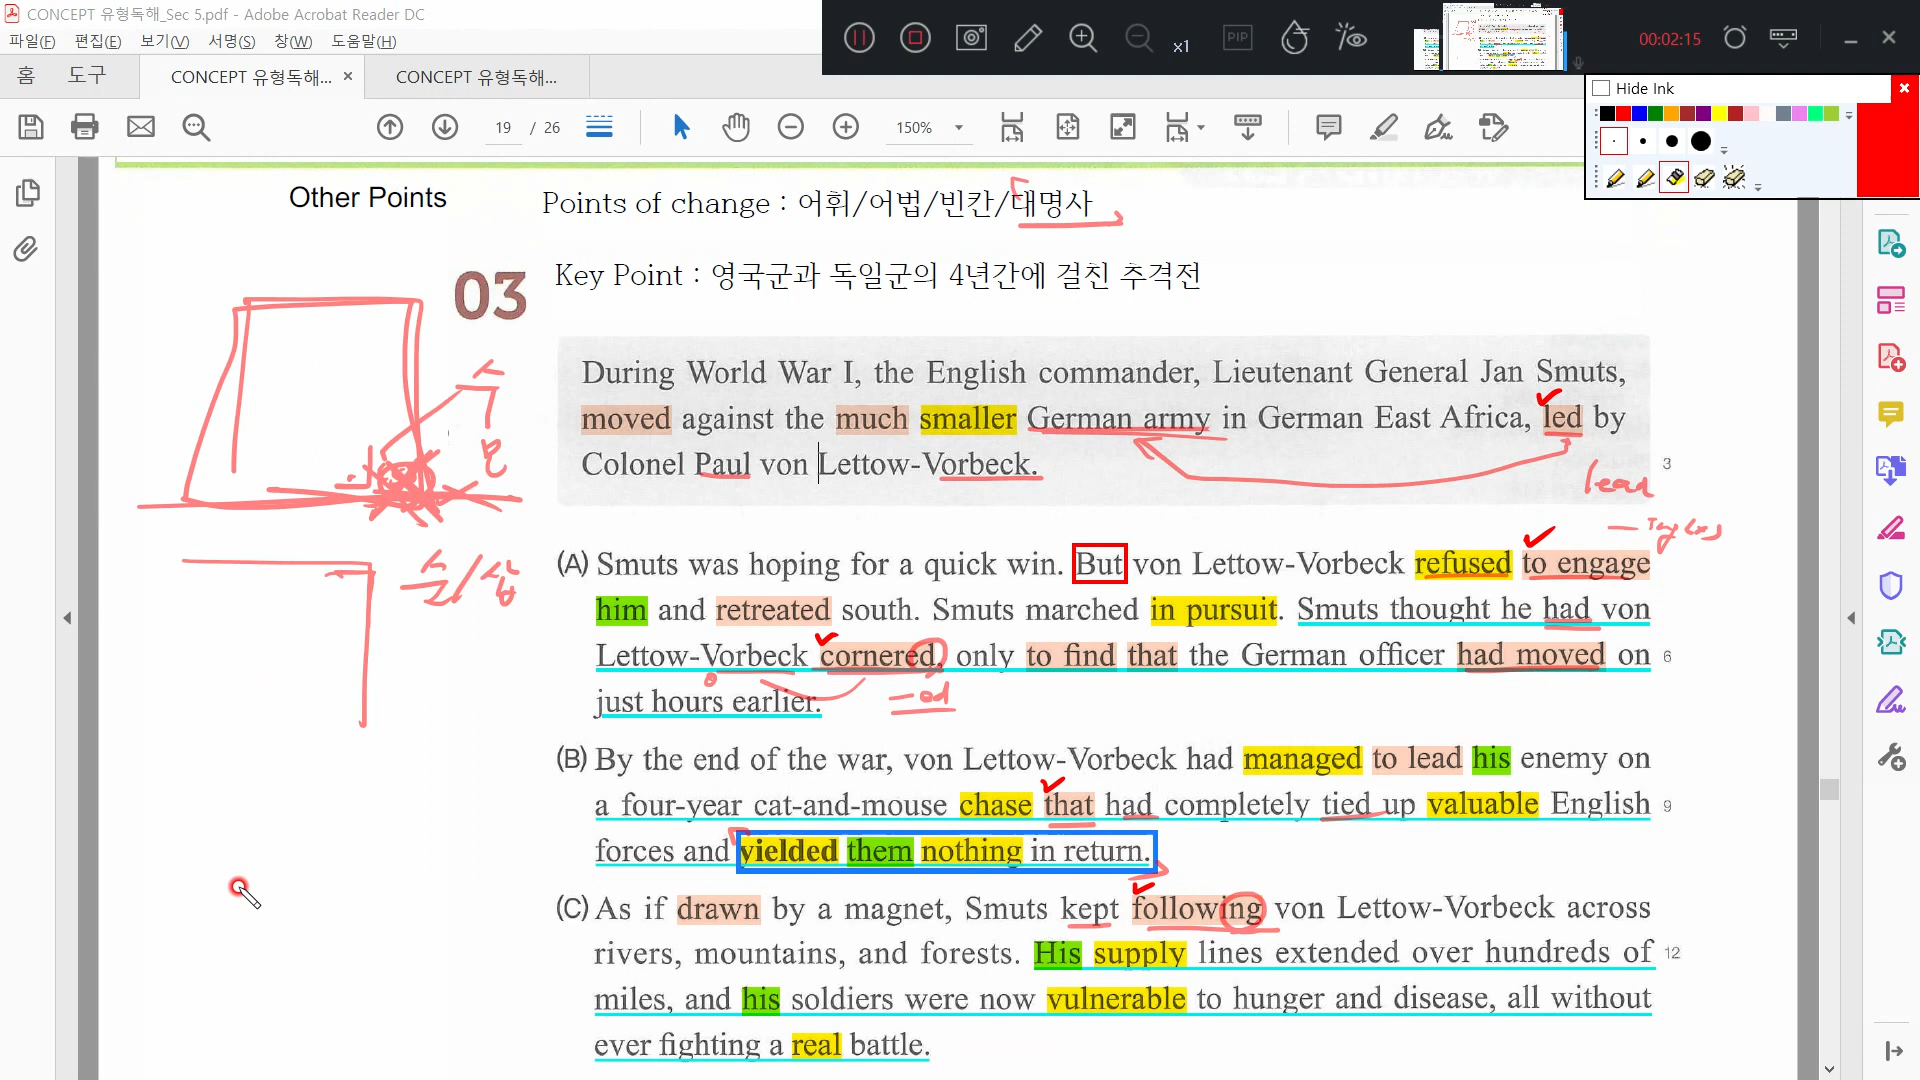 CONCEPT 유형독해_Sec 5.pdf - Adobe Acrobat Reader DC
파일(F) 편집(E) 보기(V) 서명(S) 창(W) 도움말(H)
x1
PIP
00:02:15
홈 도구 CONCEPT 유형독해... × CONCEPT 유형독해...
Hide Ink
19 / 26
150%
Other Points
Points of change : 어휘/어법/빈칸/대명사
03
Key Point : 영국군과 독일군의 4년간에 걸친 추격전
During World War I, the English commander, Lieutenant General Jan Smuts,
moved against the much smaller German army in German East Africa, led by
Colonel Paul von Lettow-Vorbeck.
3
lead
(A) Smuts was hoping for a quick win. But von Lettow-Vorbeck refused to engage
him and retreated south. Smuts marched in pursuit. Smuts thought he had von
Lettow-Vorbeck cornered, only to find that the German officer had moved on
6
just hours earlier.
-ed
(B) By the end of the war, von Lettow-Vorbeck had managed to lead his enemy on
a four-year cat-and-mouse chase that had completely tied up valuable English
9
forces and yielded them nothing in return.
(C) As if drawn by a magnet, Smuts kept following von Lettow-Vorbeck across
rivers, mountains, and forests. His supply lines extended over hundreds of
12
miles, and his soldiers were now vulnerable to hunger and disease, all without
ever fighting a real battle.